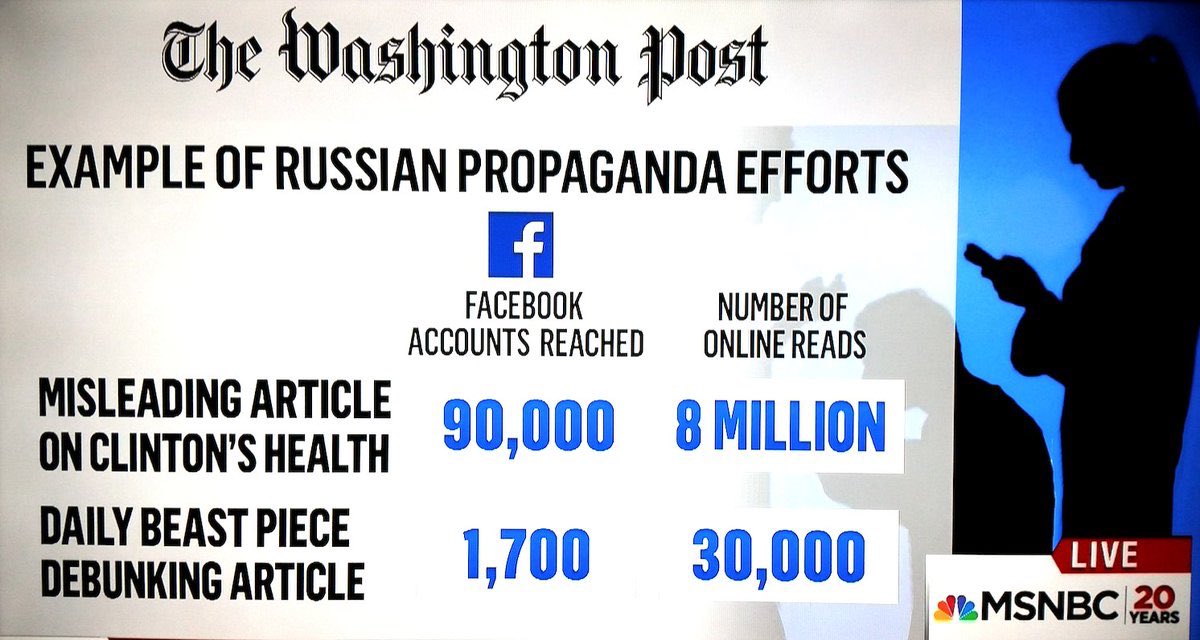 The Washington Post
EXAMPLE OF RUSSIAN PROPAGANDA EFFORTS
f
FACEBOOK
ACCOUNTS REACHED
NUMBER OF
ONLINE READS
MISLEADING ARTICLE
ON CLINTON'S HEALTH
90,000
8 MILLION
DAILY BEAST PIECE
DEBUNKING ARTICLE
1,700
30,000
LIVE
MSNBC
20
YEARS